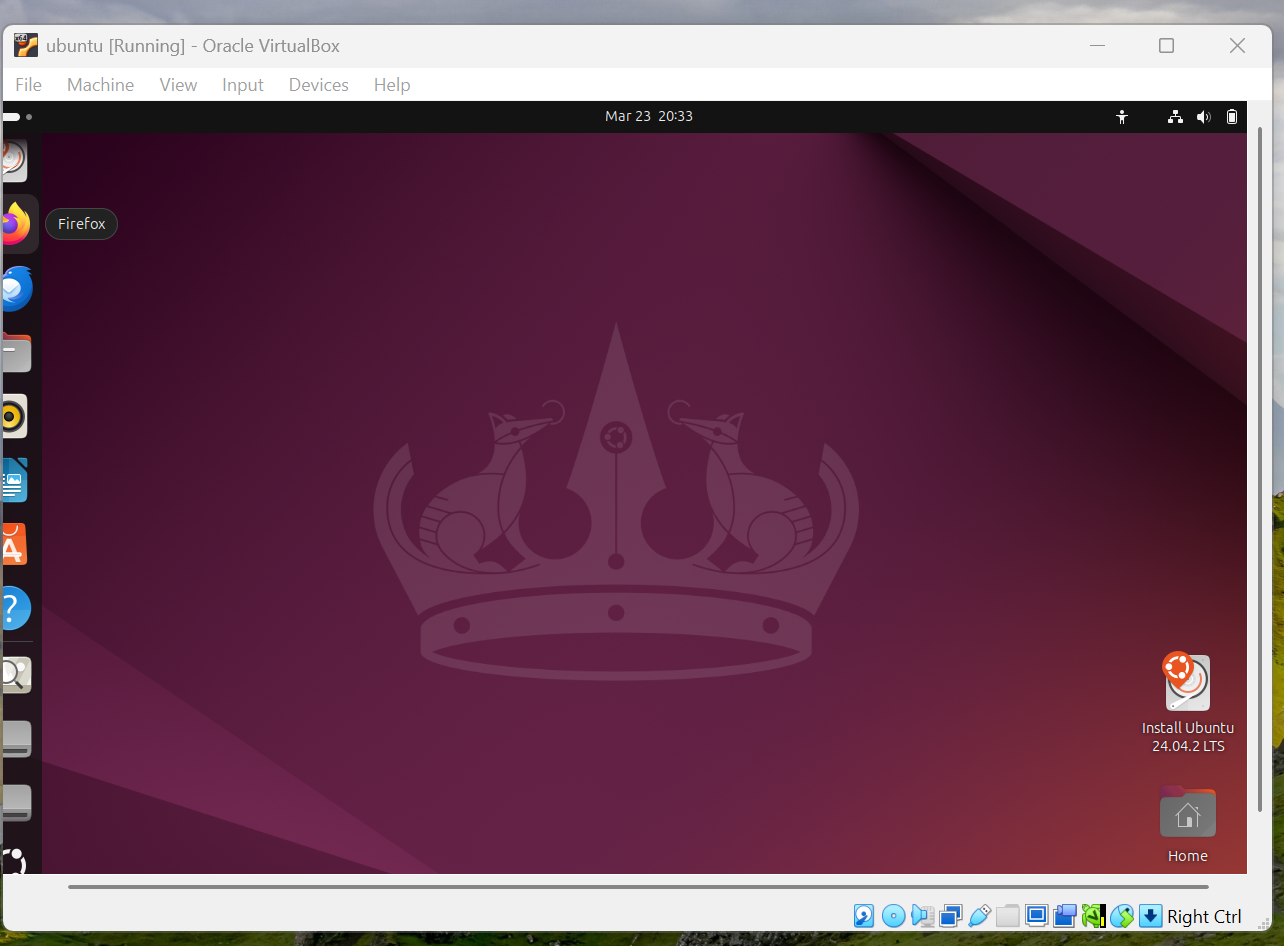 ubuntu [Running] - Oracle VirtualBox
File Machine View Input Devices Help
Mar 23 20:33
Firefox
Install Ubuntu
24.04.2 LTS
Home
Right Ctrl